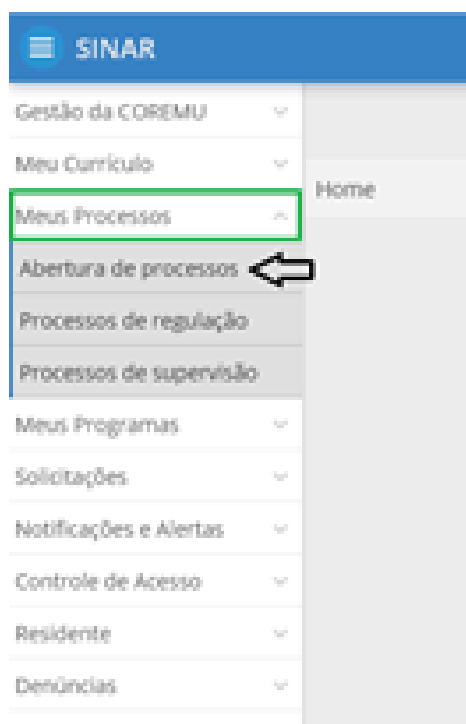 SINAR
Gestão da COREMU
Meu Currículo
Home
Meus Processos
Abertura de processos
Processos de regulação
Processos de supervisão
Meus Programas
Solicitações
Notificações e Alertas
Controle de Acesso
Residente
Denúncias